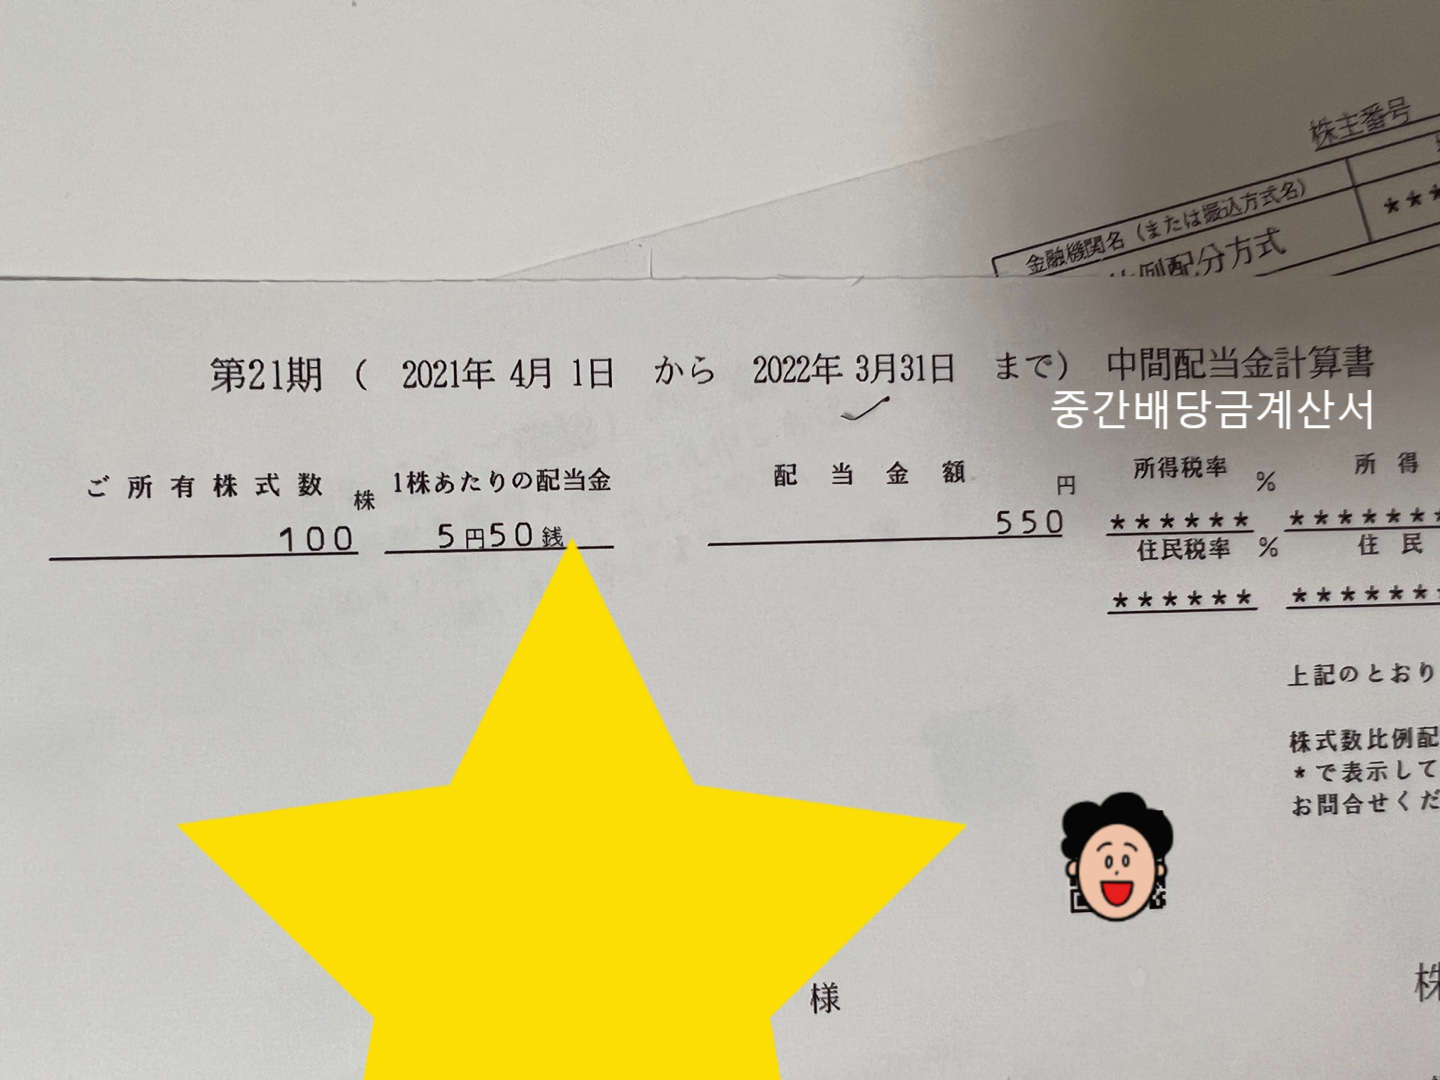 株主番号
金融機関名（または振込方式名）
***
比例配分方式
第21期（ 2021年 4月 1日 から 2022年 3月31日 まで） 中間配当金計算書
중간배당금계산서
ご所有株式数 株 1株あたりの配当金 配当金額 円 所得税率 % 所得
100 5円50銭 550 ****** *******
住民税率 % 住民
****** *******
上記のとおり
株式数比例配
*で表示して
お問合せくだ
様
株